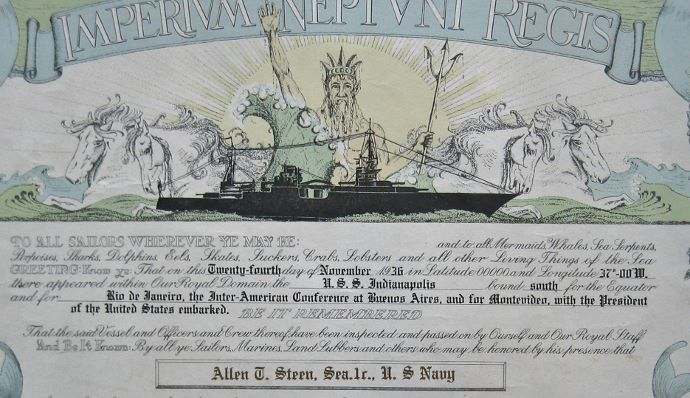 IMPERIVM NEPTVNI REGIS
TO ALL SAILORS WHEREVER YE MAY BE: and to all Mermaids, Whales, Sea Serpents,
Porpoises, Sharks, Dolphins, Eels, Skates, Suckers, Crabs, Lobsters and all other Living Things of the Sea
GREETING: Know ye That on this Twenty-fourth day of November 1936 in Latitude 00000 and Longitude 37°-00 W.
there appeared within Our Royal Domain the U. S. S. Indianapolis bound south for the Equator
and for Rio de Janeiro, the Inter-American Conference at Buenos Aires, and for Montevideo, with the President
of the United States embarked.
BE IT REMEMBERED
That the said Vessel and Officers and Crew thereof have been inspected and passed on by Ourself and Our Royal Staff
And Be It Known: By all ye Sailors, Marines, Land Lubbers and others who may be honored by his presence that
Allen T. Steen, Sea.1c., U. S Navy